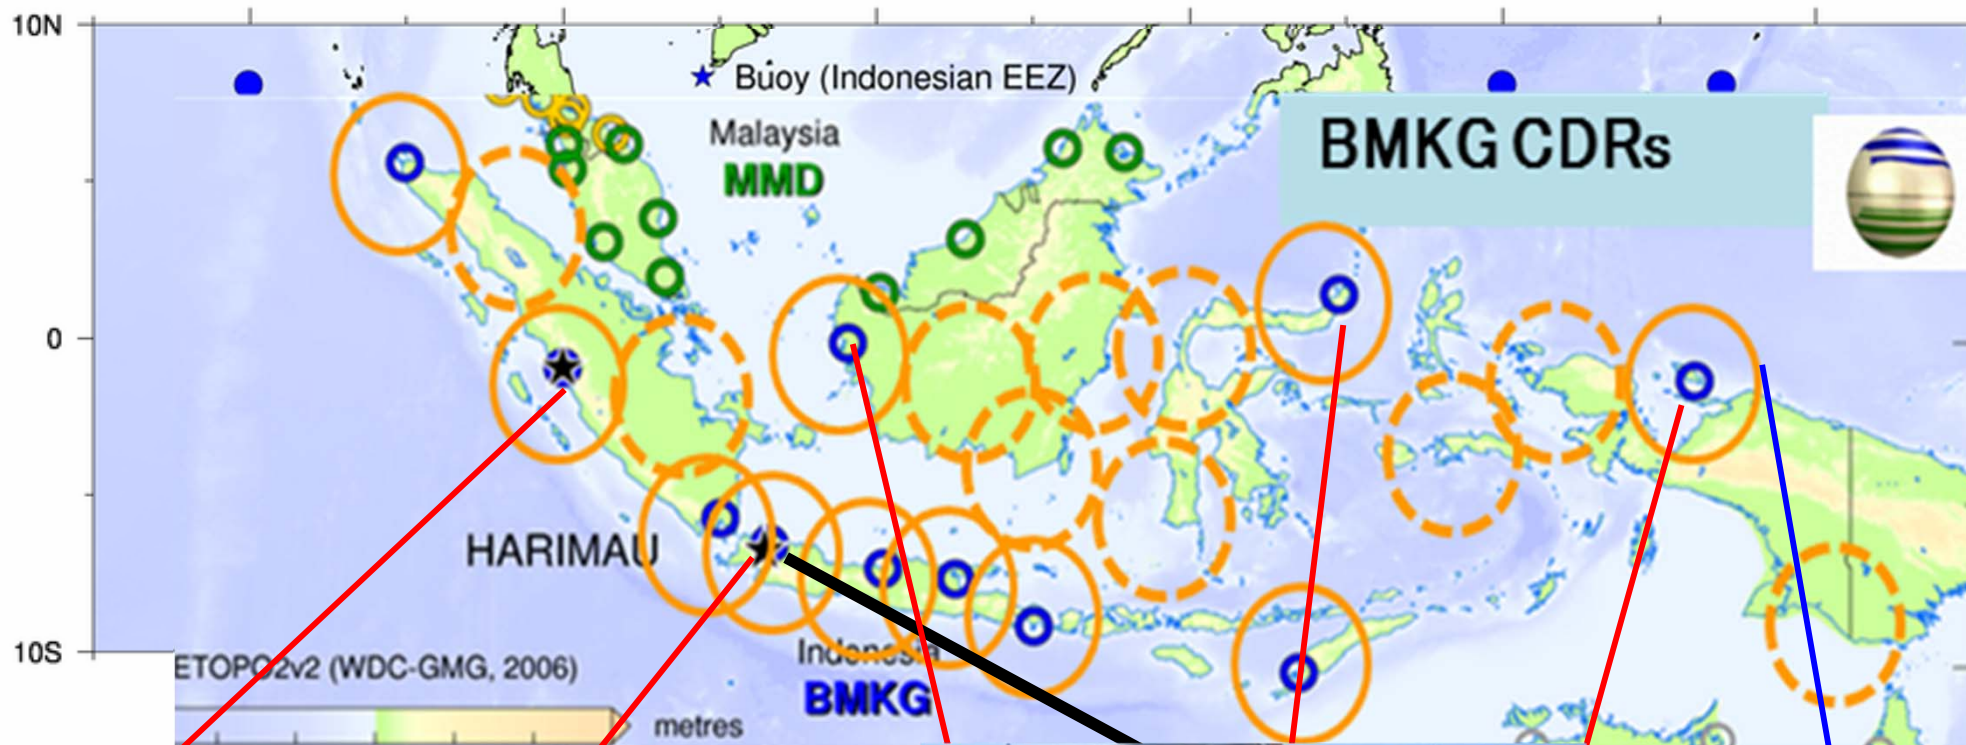 10N
Buoy (Indonesian EEZ)
BMKG CDRs
Malaysia
MMD
0
HARIMAU
10S
Indonesia
BMKG
ETOPO2v2 (WDC-GMG, 2006)
metres